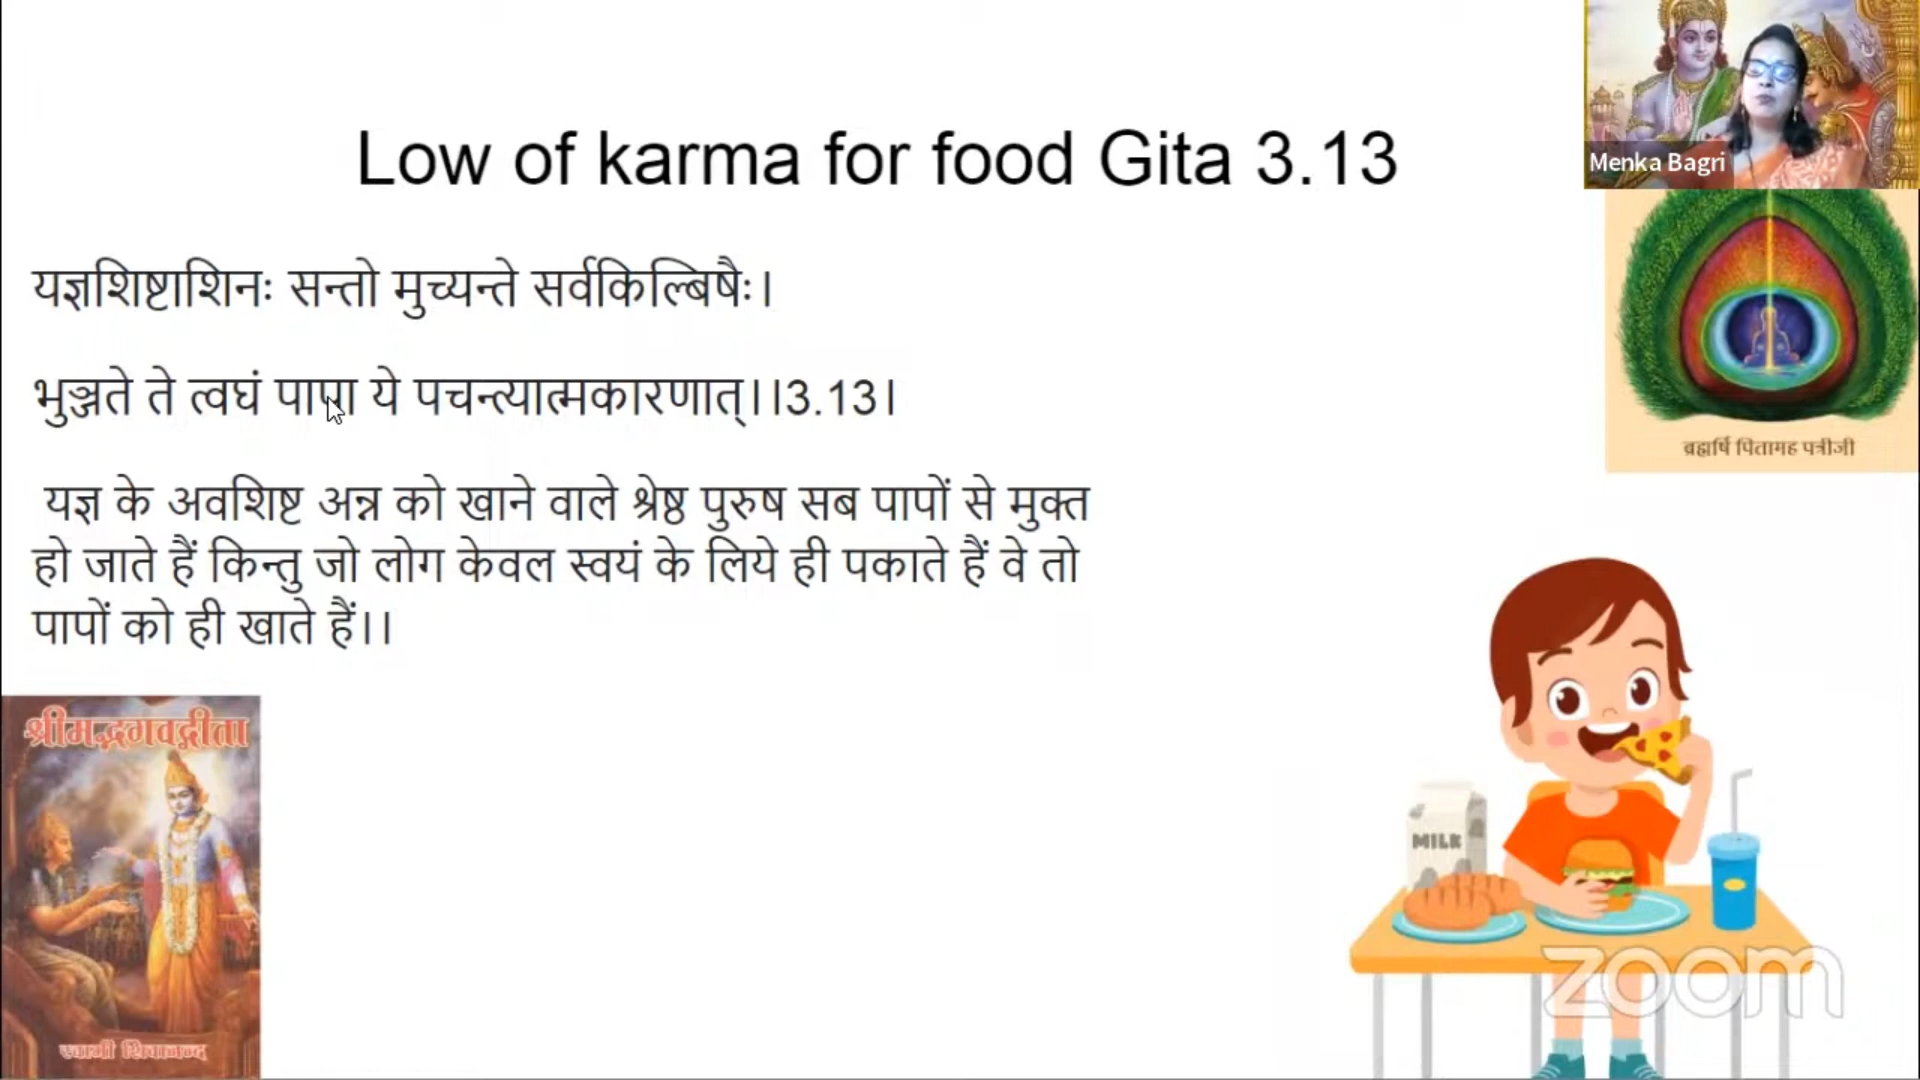 Low of karma for food Gita 3.13
Menka Bagri
यज्ञशिष्टाशिनः सन्तो मुच्यन्ते सर्वकिल्बिषैः।
भुञ्जते ते त्वघं पापा ये पचन्त्यात्मकारणात्।।3.13।
यज्ञ के अवशिष्ट अन्न को खाने वाले श्रेष्ठ पुरुष सब पापों से मुक्त
हो जाते हैं किन्तु जो लोग केवल स्वयं के लिये ही पकाते हैं वे तो
पापों को ही खाते हैं।।
ब्रह्मर्षि पितामह पत्रीजी
श्रीमद्भगवद्गीता
स्वामी शिवानन्द
MILK
zoom